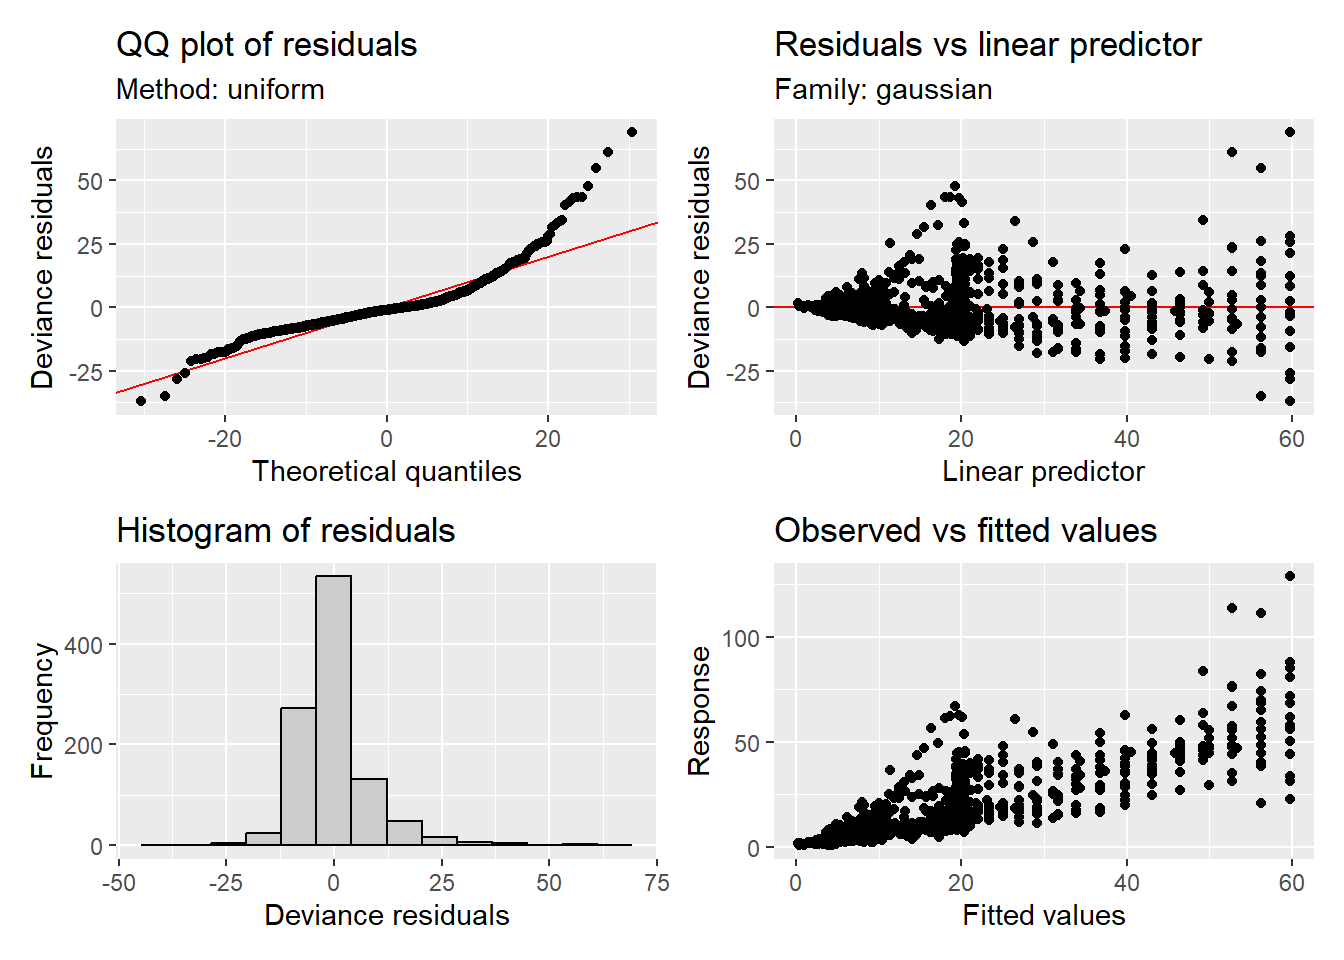 QQ plot of residuals
Method: uniform
Deviance residuals
50
25
0
-25
-20
0
20
Theoretical quantiles
Residuals vs linear predictor
Family: gaussian
Deviance residuals
50
25
0
-25
0
20
40
60
Linear predictor
Histogram of residuals
Frequency
400
200
0
-50
-25
0
25
50
75
Deviance residuals
Observed vs fitted values
Response
100
50
0
0
20
40
60
Fitted values